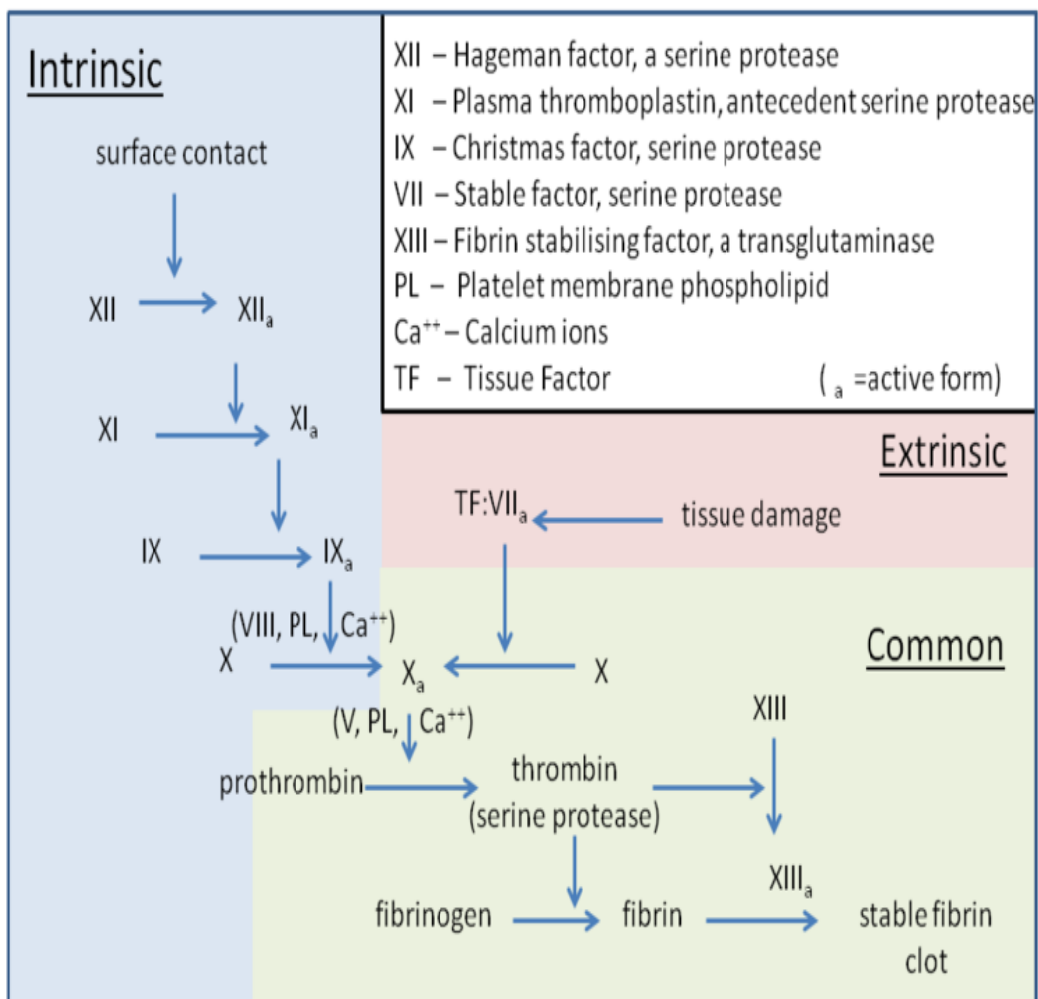 Intrinsic
surface contact
XII
XIIₐ
XI
XIₐ
IX
IXₐ
(VIII, PL, Ca⁺⁺)
X
Xₐ
X
XII – Hageman factor, a serine protease
XI – Plasma thromboplastin, antecedent serine protease
IX – Christmas factor, serine protease
VII – Stable factor, serine protease
XIII – Fibrin stabilising factor, a transglutaminase
PL – Platelet membrane phospholipid
Ca⁺⁺ – Calcium ions
TF – Tissue Factor (ₐ =active form)
Extrinsic
TF:VIIₐ
tissue damage
Common
(V, PL, Ca⁺⁺)
XIII
prothrombin
thrombin
(serine protease)
XIIIₐ
fibrinogen
fibrin
stable fibrin
clot